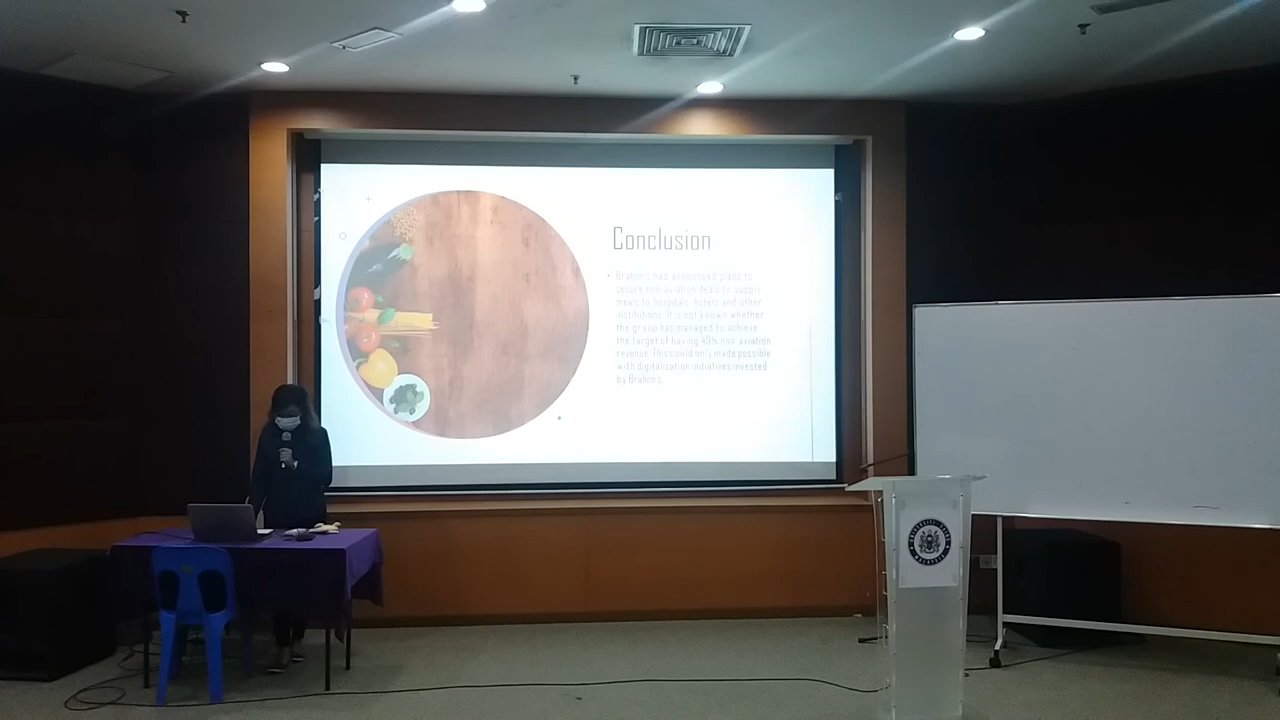 Conclusion
• Brahim's had announced plans to
secure non-aviation deals to supply
meals to hospitals, hotels and other
institutions. It is not known whether
the group has managed to achieve
the target of having 40% non-aviation
revenue. This could only made possible
with digitalization initiatives invested
by Brahim's.
UNIVERSITI
MALAYSIA